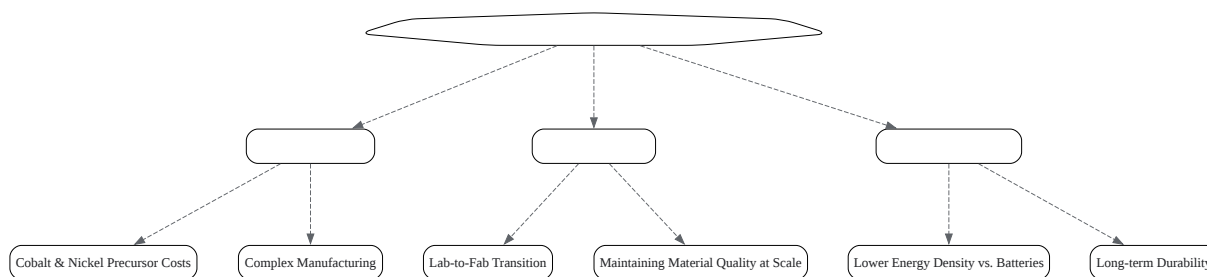 Cobalt & Nickel Precursor Costs
Complex Manufacturing
Lab-to-Fab Transition
Maintaining Material Quality at Scale
Lower Energy Density vs. Batteries
Long-term Durability